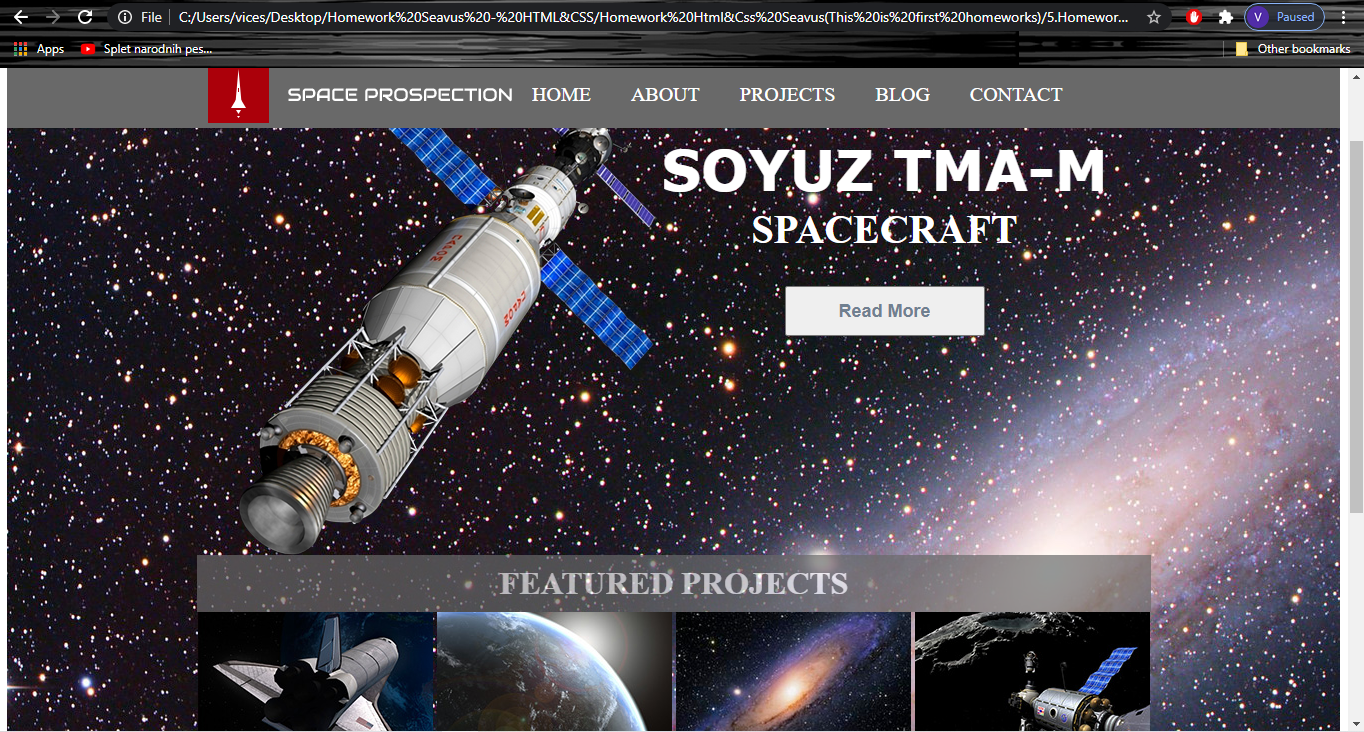 File
C:/Users/vices/Desktop/Homework%20Seavus%20-%20HTML&CSS/Homework%20Html&Css%20Seavus(This%20is%20first%20homeworks)/5.Homewor...
V Paused
Apps
Splet narodnih pes...
Other bookmarks
SPACE PROSPECTION HOME ABOUT PROJECTS BLOG CONTACT
SOYUZ TMA-M
SPACECRAFT
Read More
FEATURED PROJECTS